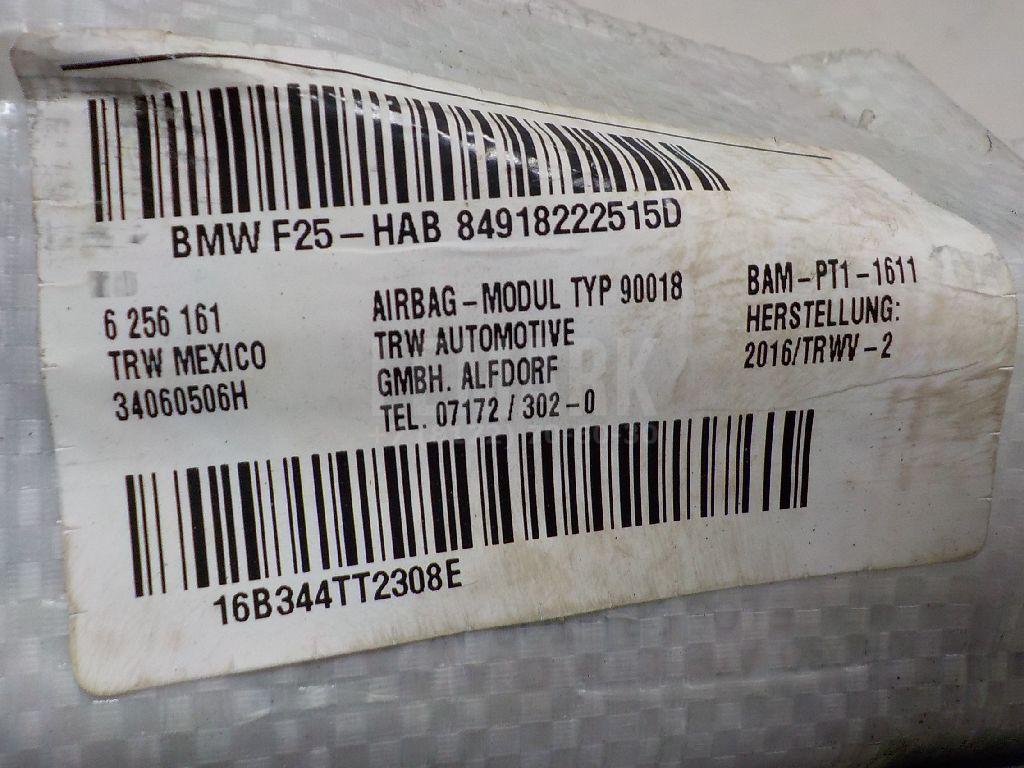 BMW F25-HAB 84918222515D
6 256 161
TRW MEXICO
34060506H
AIRBAG-MODUL TYP 90018
TRW AUTOMOTIVE
GMBH. ALFDORF
TEL. 07172 / 302-0
BAM-PT1-1611
HERSTELLUNG:
2016/TRWV-2
16B344TT2308E